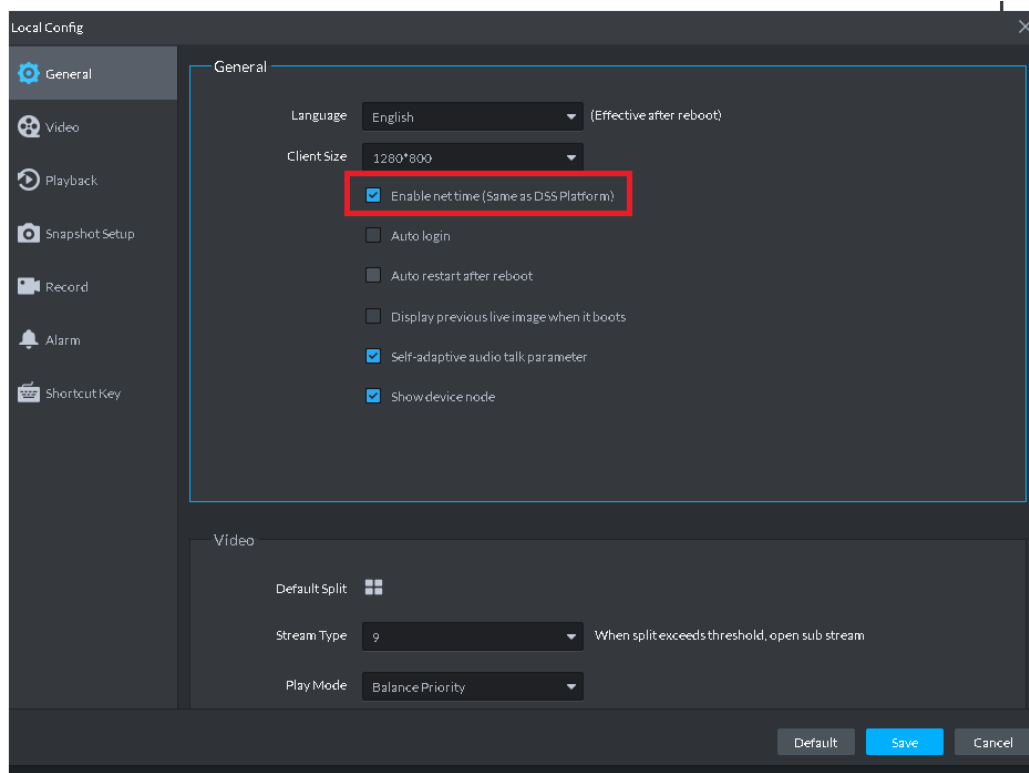 Local Config
General
Video
Playback
Snapshot Setup
Record
Alarm
Shortcut Key
General
Language English (Effective after reboot)
Client Size 1280*800
Enable net time (Same as DSS Platform)
Auto login
Auto restart after reboot
Display previous live image when it boots
Self-adaptive audio talk parameter
Show device node
Video
Default Split
Stream Type 9 When split exceeds threshold, open sub stream
Play Mode Balance Priority
Default Save Cancel